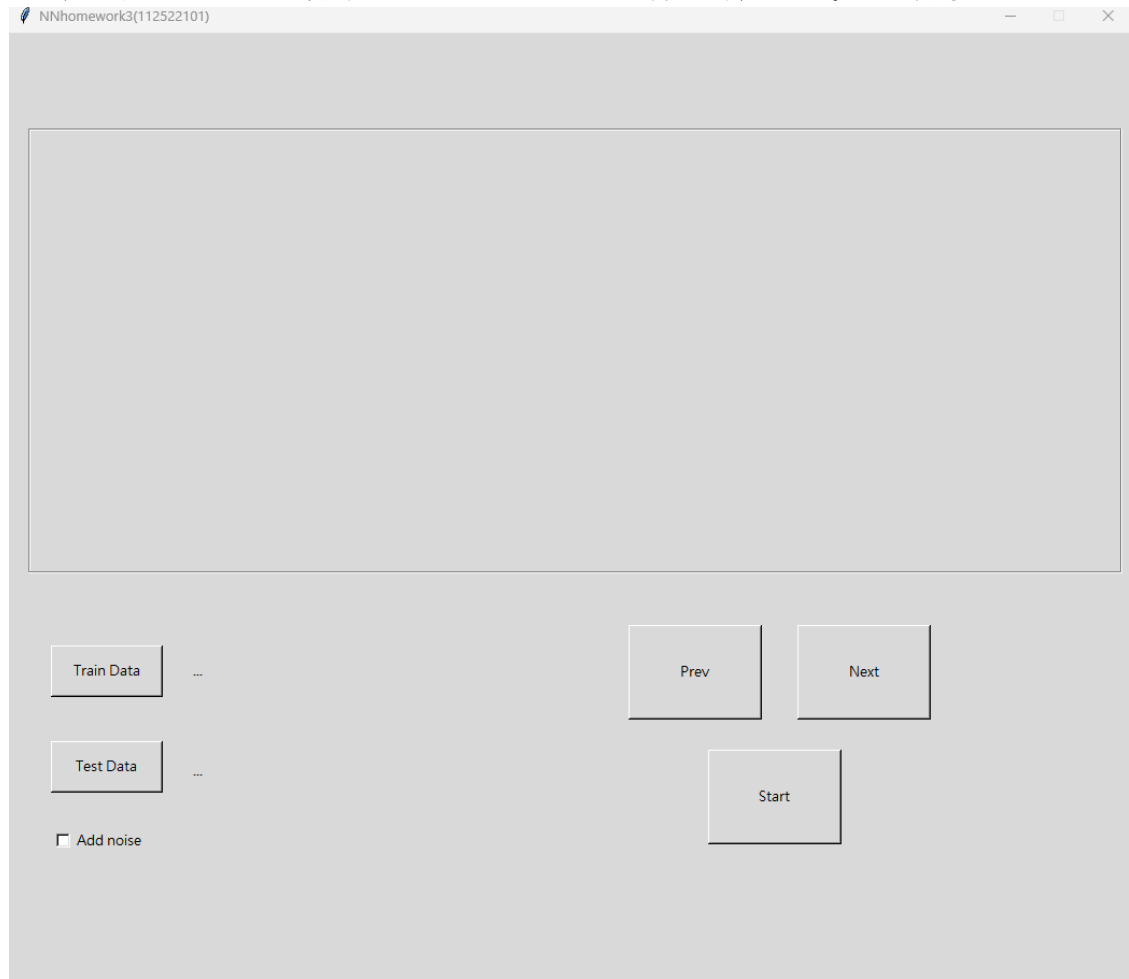 NNhomework3(112522101)
Train Data ...
Prev
Next
Test Data ...
Start
Add noise